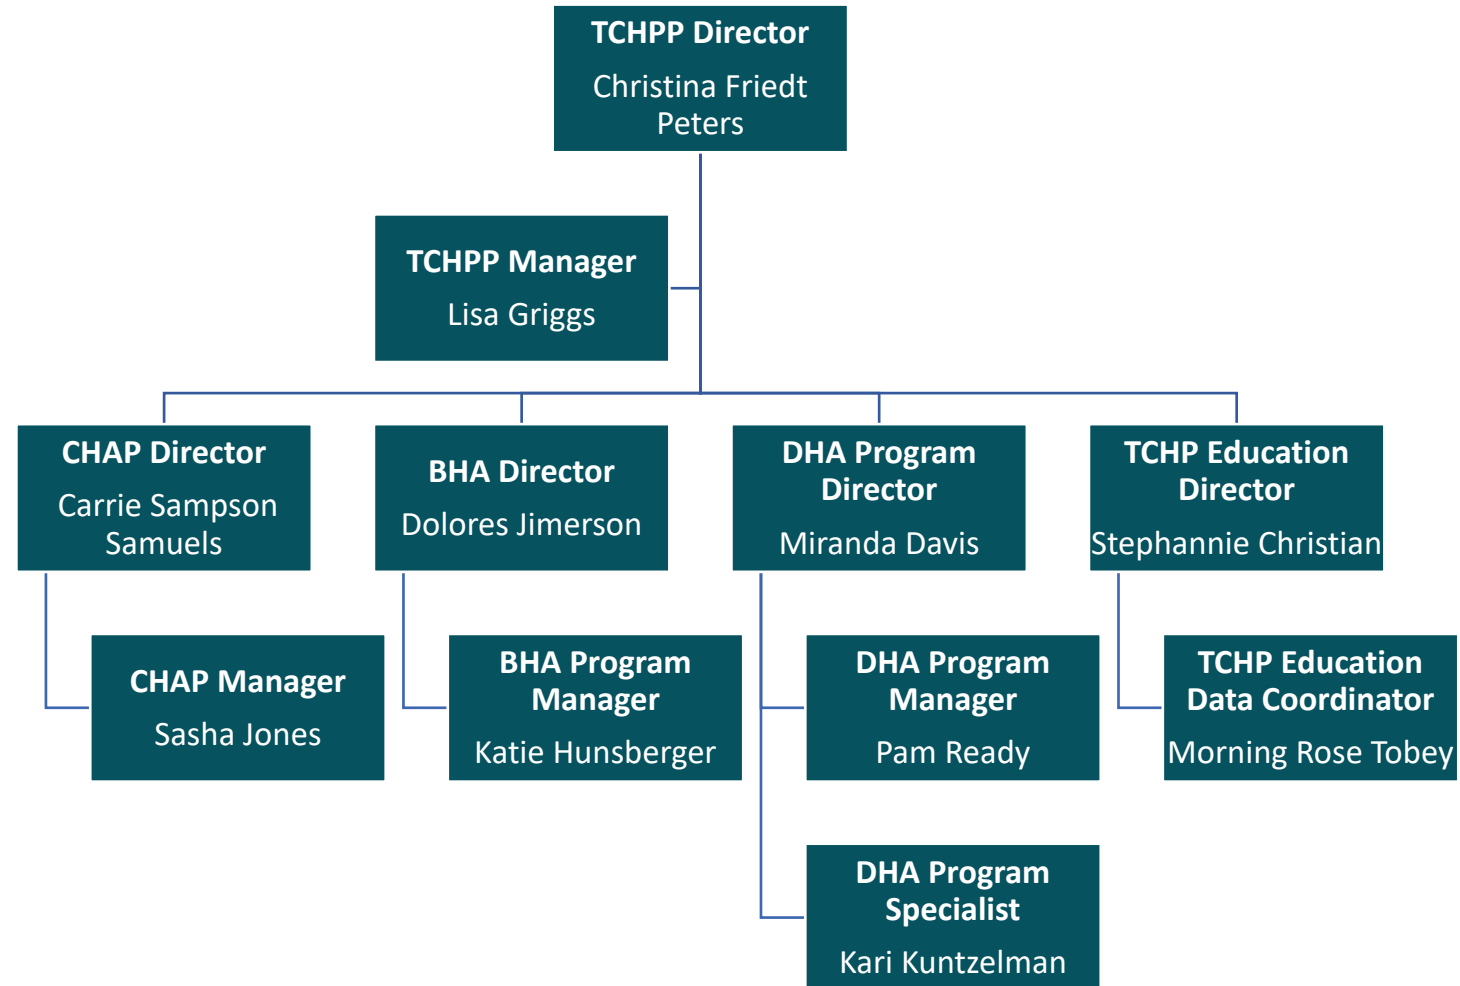 TCHPP Director
Christina Friedt
Peters
TCHPP Manager
Lisa Griggs
CHAP Director
Carrie Sampson
Samuels
BHA Director
Dolores Jimerson
DHA Program
Director
Miranda Davis
TCHP Education
Director
Stephannie Christian
CHAP Manager
Sasha Jones
BHA Program
Manager
Katie Hunsberger
DHA Program
Manager
Pam Ready
TCHP Education
Data Coordinator
Morning Rose Tobey
DHA Program
Specialist
Kari Kuntzelman